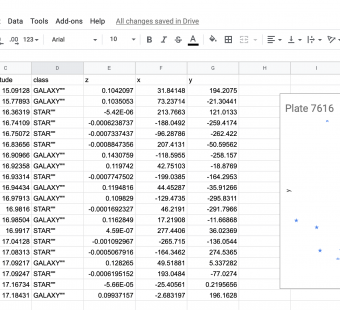 Data Tools Add-ons Help All changes saved in Drive
.00 123 Arial 10 B I S A
C D E F G H I
tude class z x y
15.09128 GALAXY"" 0.1042097 31.84148 194.2075
15.77893 GALAXY"" 0.1035053 73.23714 -21.30441
16.36319 STAR"" -5.42E-06 213.7663 121.0133
16.74109 STAR"" -0.0006238737 -188.0492 -259.4174
16.75102 STAR"" -0.0007337437 -96.28786 -262.422
16.83656 STAR"" -0.0008847356 207.4131 -50.59562
16.90696 GALAXY"" 0.1430759 -118.5955 -258.157
16.92358 GALAXY"" 0.119742 42.75103 -18.8769
16.93314 STAR"" -0.0007747502 -199.0385 -164.2953
16.94434 GALAXY"" 0.1194816 44.45287 -35.91266
16.97913 GALAXY"" 0.109829 -129.4735 -295.8311
16.9816 STAR"" -0.0001692327 46.2191 -291.7966
16.98504 GALAXY"" 0.1162849 17.21908 -11.66868
16.9917 STAR"" 4.59E-07 277.4406 36.02369
17.04128 STAR"" -0.001092967 -265.715 -136.0544
17.08313 STAR"" -0.0005067916 -164.3462 274.5365
17.09217 GALAXY"" 0.128265 49.51881 5.337282
17.09247 STAR"" -0.0006195152 193.0484 -77.0274
17.16734 STAR"" -5.66E-05 -25.40561 0.2195656
17.18431 GALAXY"" 0.09937157 -2.683197 196.1628
Plate 7616
y